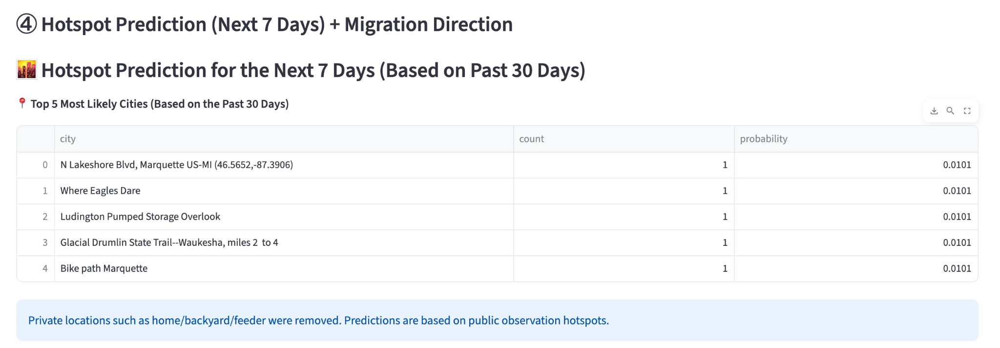 ④ Hotspot Prediction (Next 7 Days) + Migration Direction
🌇 Hotspot Prediction for the Next 7 Days (Based on Past 30 Days)
📍 Top 5 Most Likely Cities (Based on the Past 30 Days)
city count probability
0 N Lakeshore Blvd, Marquette US-MI (46.5652,-87.3906) 1 0.0101
1 Where Eagles Dare 1 0.0101
2 Ludington Pumped Storage Overlook 1 0.0101
3 Glacial Drumlin State Trail--Waukesha, miles 2  to 4 1 0.0101
4 Bike path Marquette 1 0.0101
Private locations such as home/backyard/feeder were removed. Predictions are based on public observation hotspots.